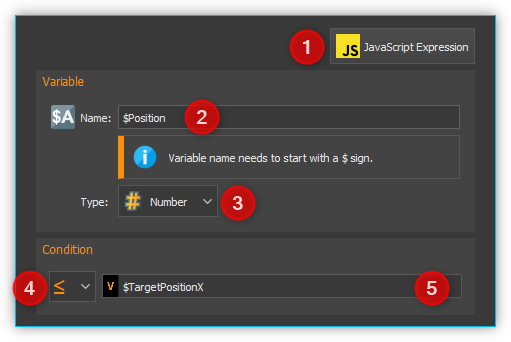 1
JS JavaScript Expression
Variable
$A Name: $Position 2
i Variable name needs to start with a $ sign.
Type: # Number 3
Condition
4 ≤ V $TargetPositionX 5